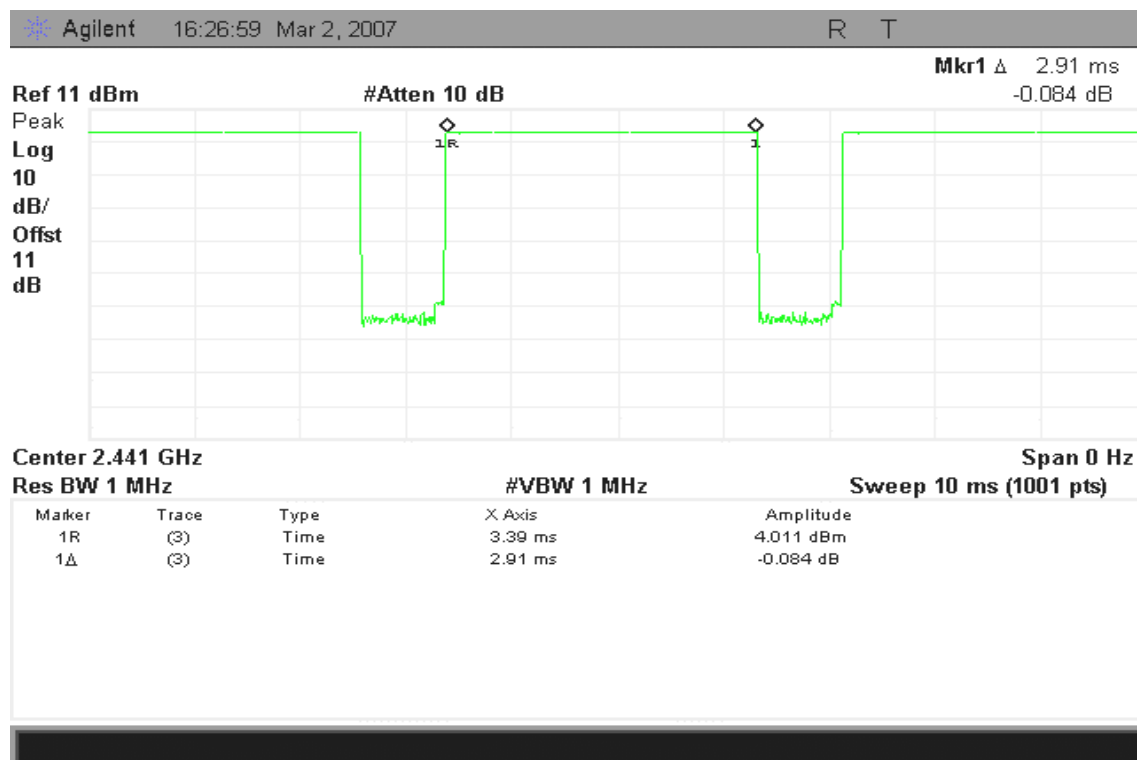 Agilent 16:26:59 Mar 2, 2007 R T
Mkr1 Δ 2.91 ms
Ref 11 dBm #Atten 10 dB -0.084 dB
Peak
Log
10
dB/
Offst
11
dB
1R 1
Center 2.441 GHz Span 0 Hz
Res BW 1 MHz #VBW 1 MHz Sweep 10 ms (1001 pts)
Marker Trace Type X Axis Amplitude
1R (3) Time 3.39 ms 4.011 dBm
1Δ (3) Time 2.91 ms -0.084 dB